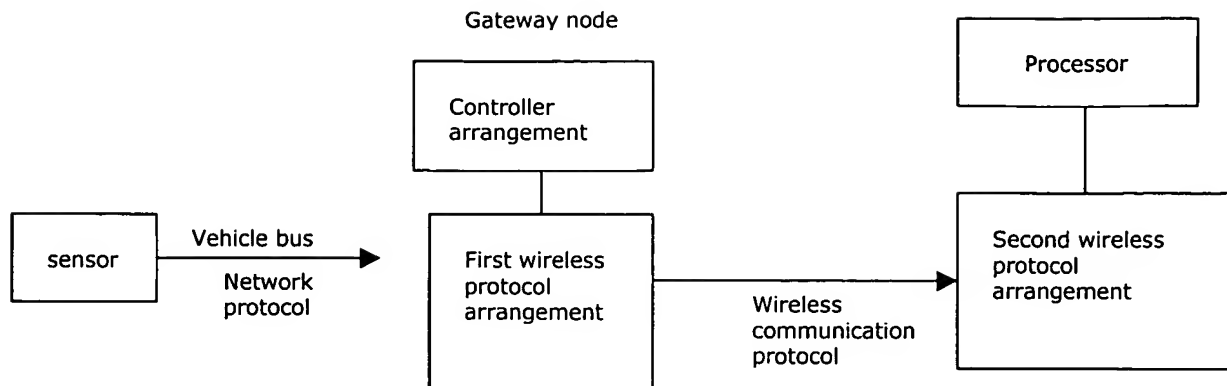 Gateway node
Processor
Controller
arrangement
sensor
Vehicle bus
Network
protocol
First wireless
protocol
arrangement
Wireless
communication
protocol
Second wireless
protocol
arrangement